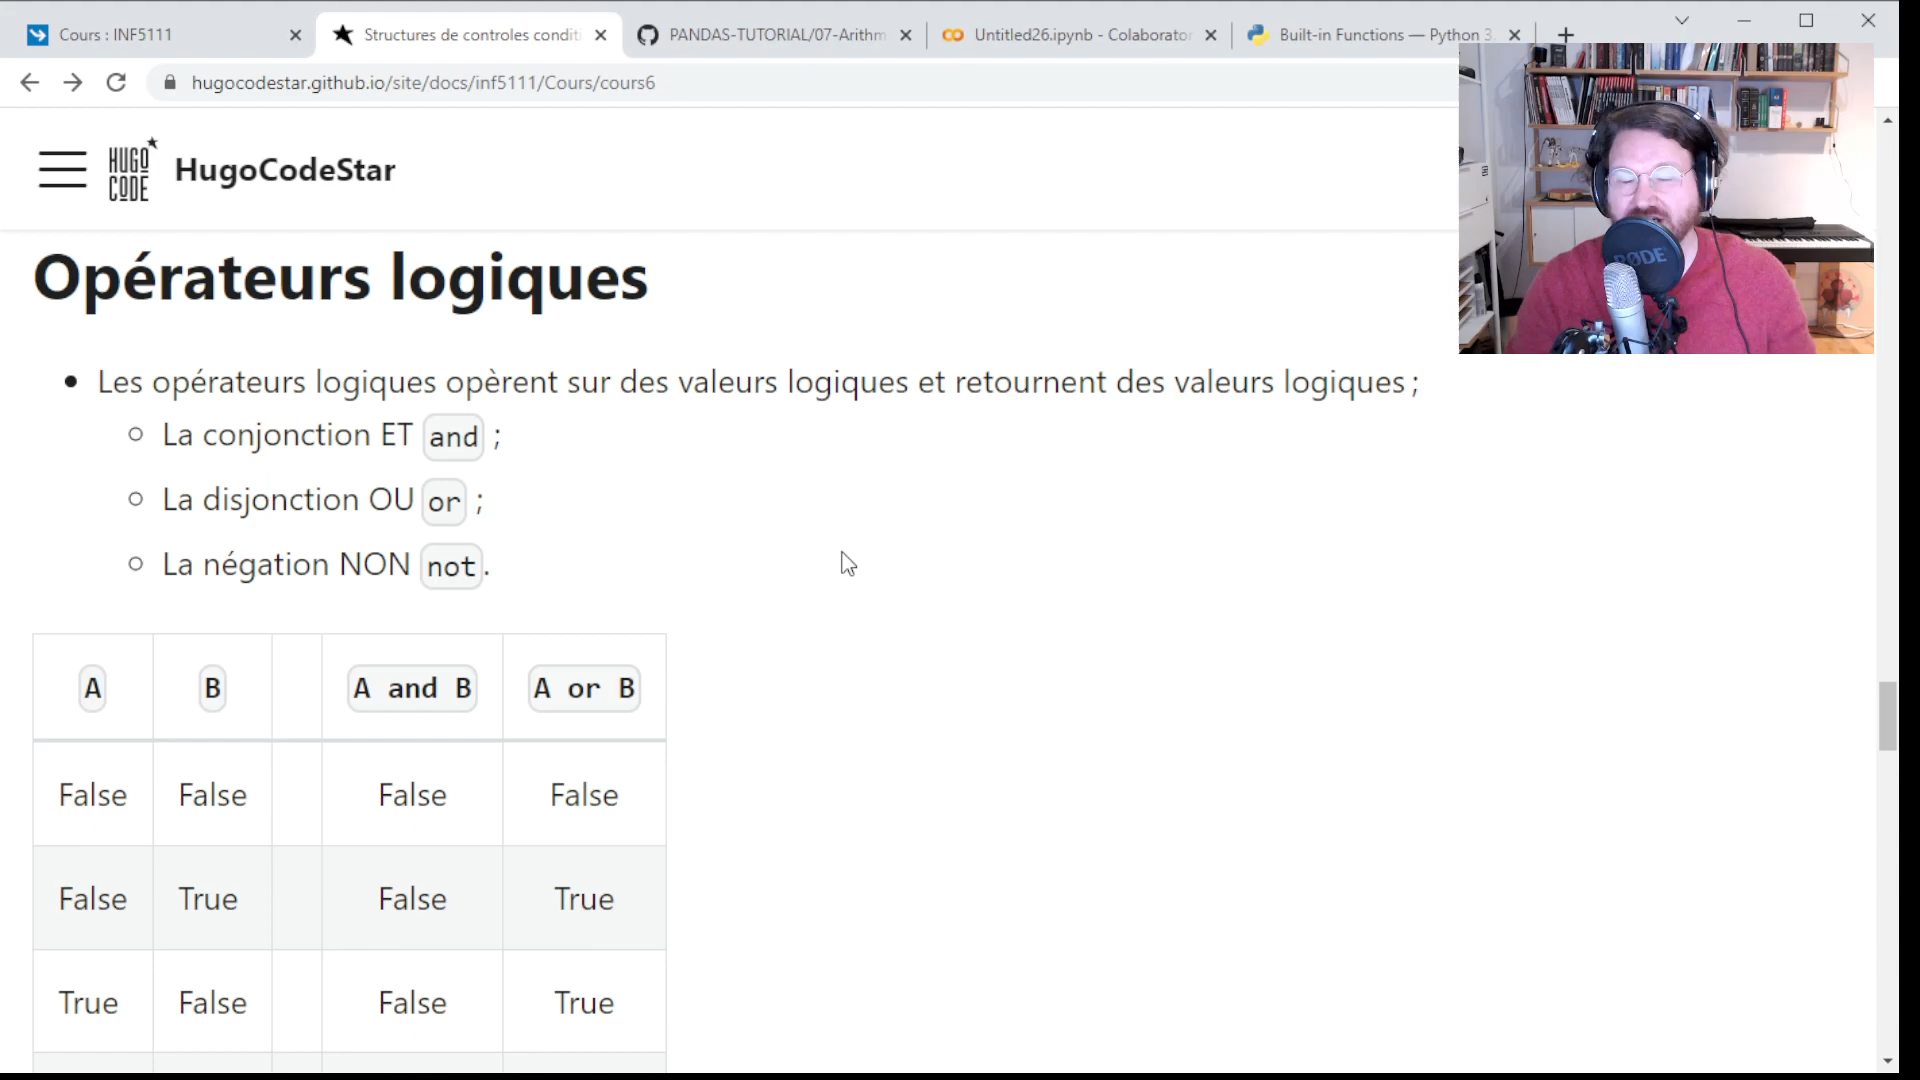 Cours : INF5111
Structures de controles condit
PANDAS-TUTORIAL/07-Arithm
Untitled26.ipynb - Colaborato
Built-in Functions — Python 3.
hugocodestar.github.io/site/docs/inf5111/Cours/cours6
HUGO CODE
HugoCodeStar
Opérateurs logiques
Les opérateurs logiques opèrent sur des valeurs logiques et retournent des valeurs logiques ;
La conjonction ET and ;
La disjonction OU or ;
La négation NON not.
A B A and B A or B
False False False False
False True False True
True False False True
RØDE